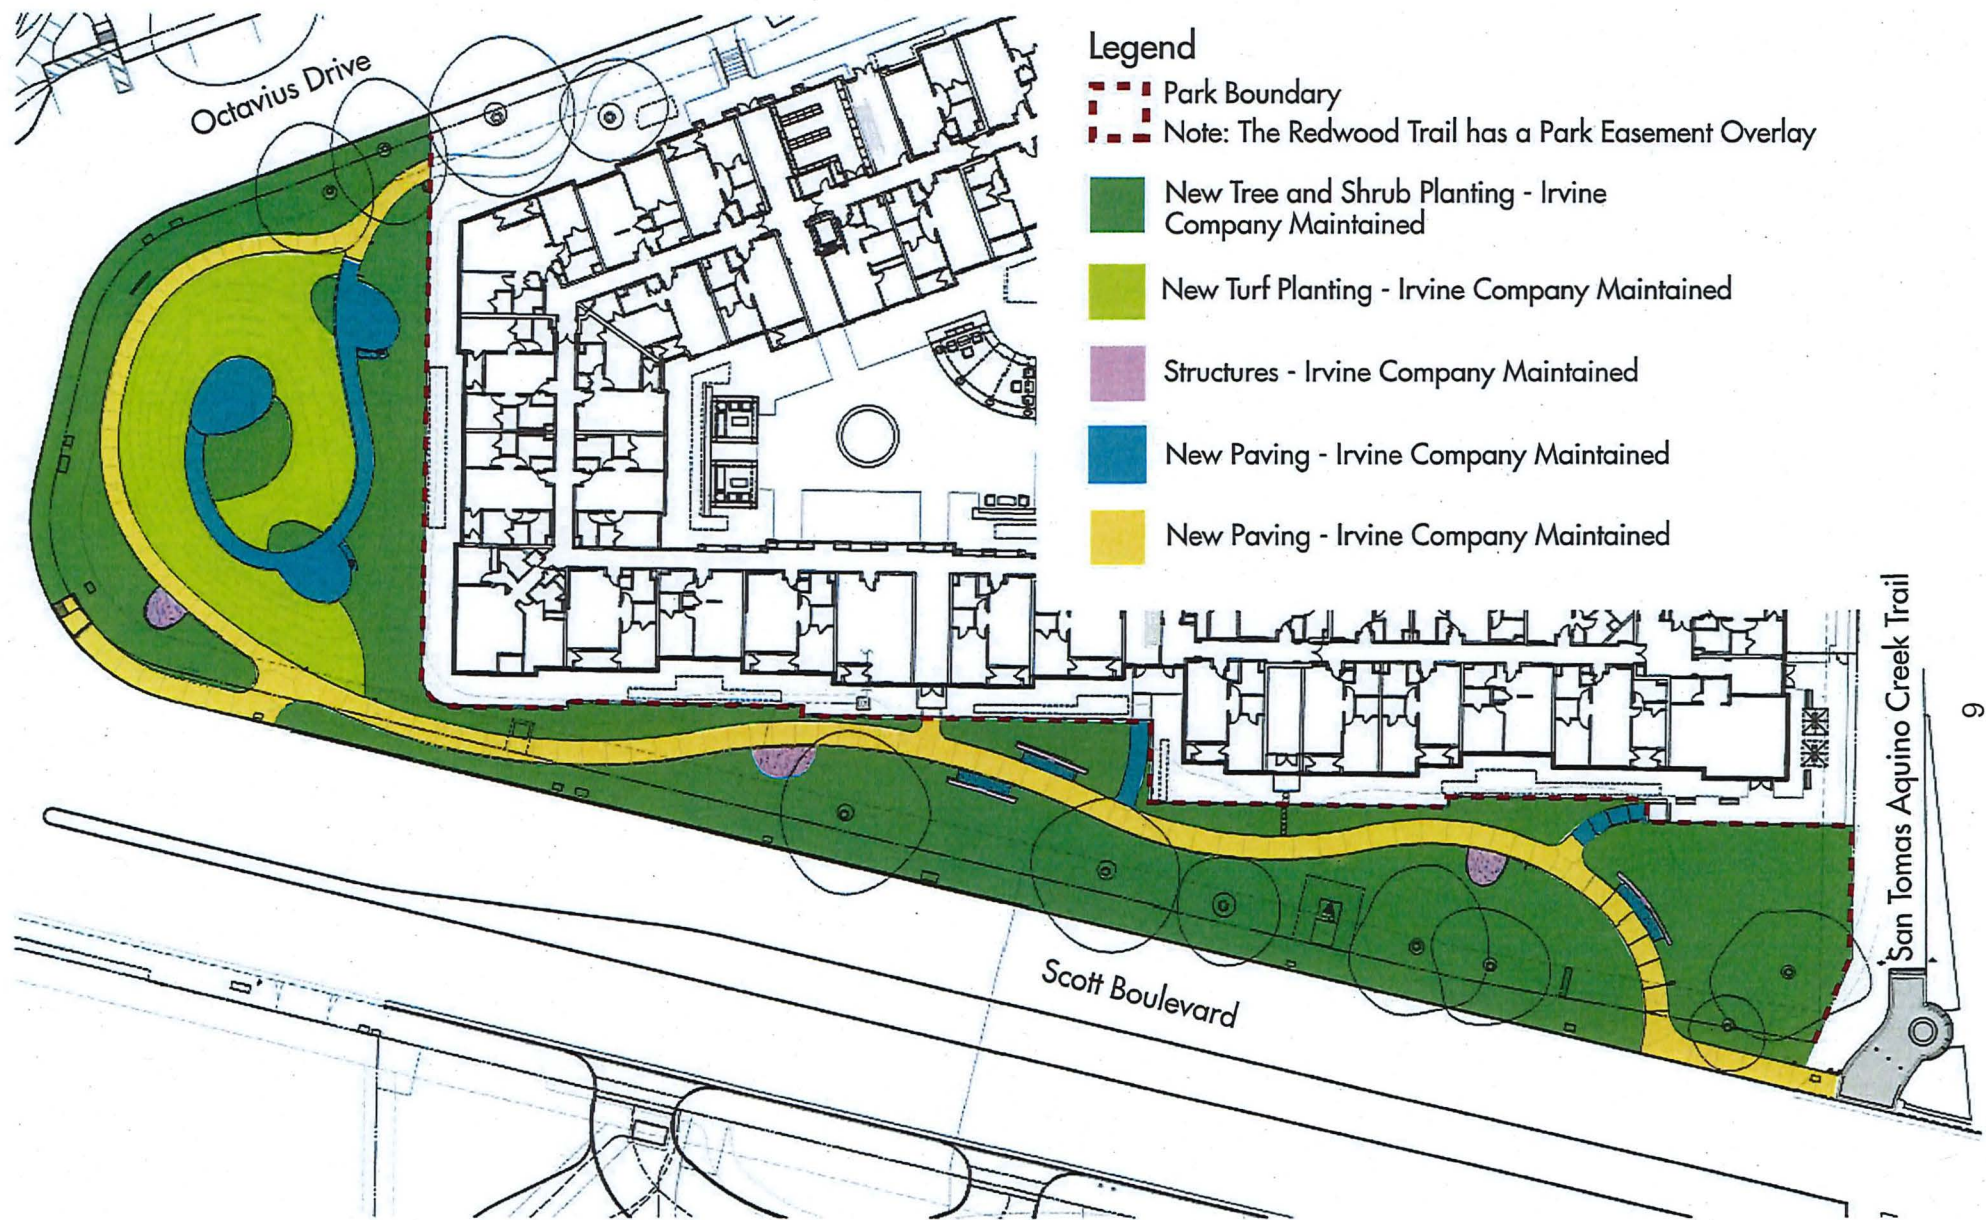 Octavius Drive
Legend
Park Boundary
Note: The Redwood Trail has a Park Easement Overlay
New Tree and Shrub Planting - Irvine
Company Maintained
New Turf Planting - Irvine Company Maintained
Structures - Irvine Company Maintained
New Paving - Irvine Company Maintained
New Paving - Irvine Company Maintained
San Tomas Aquino Creek Trail
9
Scott Boulevard